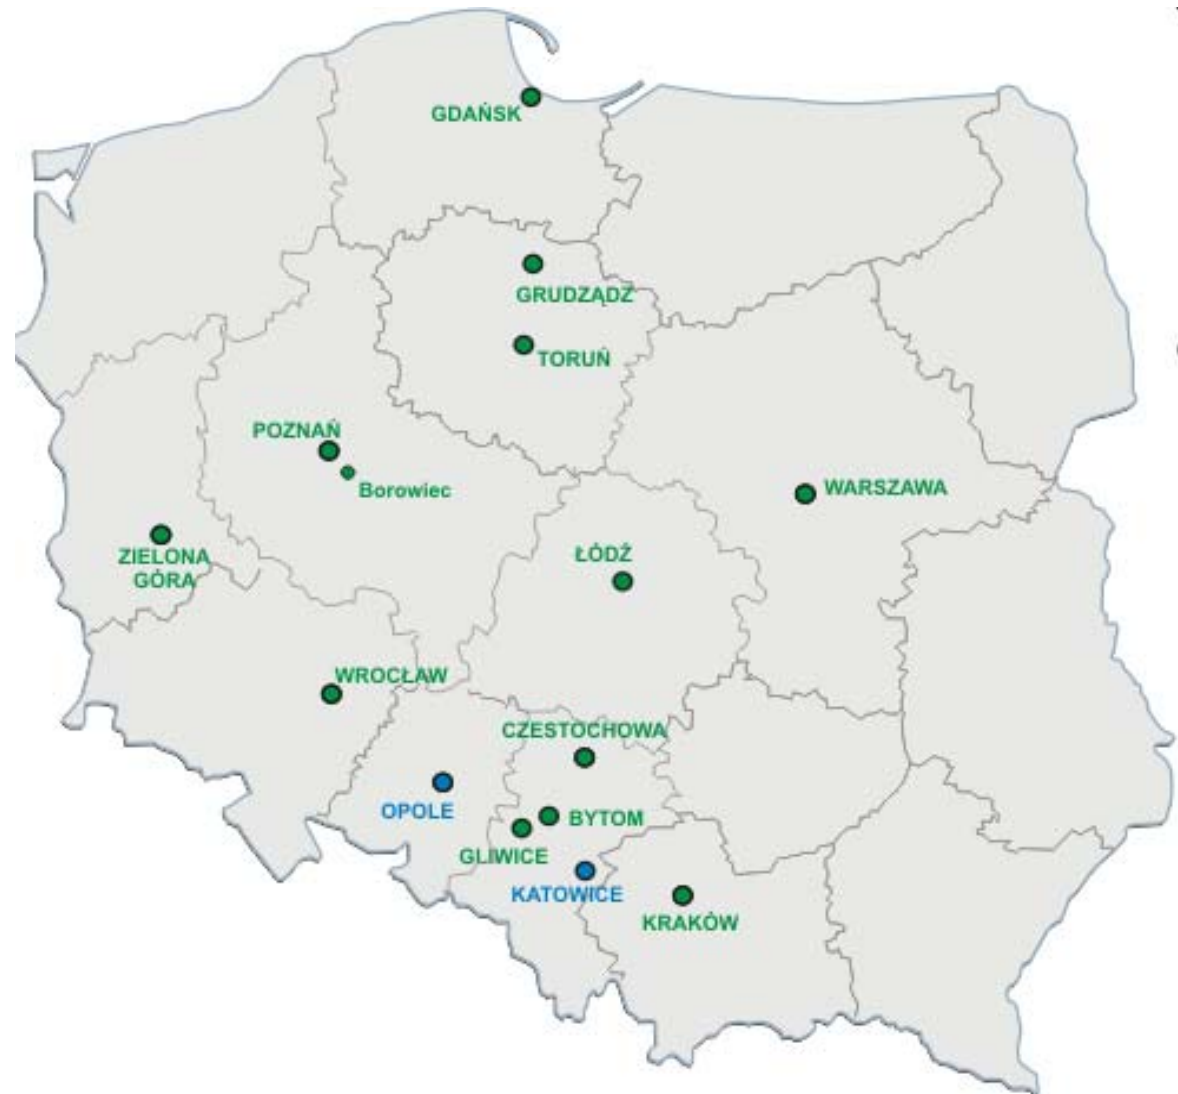 GDAŃSK
GRUDZĄDZ
TORUŃ
POZNAŃ
Borowiec
WARSZAWA
ZIELONA
GÓRA
ŁÓDŹ
WROCŁAW
CZESTOCHOWA
OPOLE
BYTOM
GLIWICE
KATOWICE
KRAKÓW